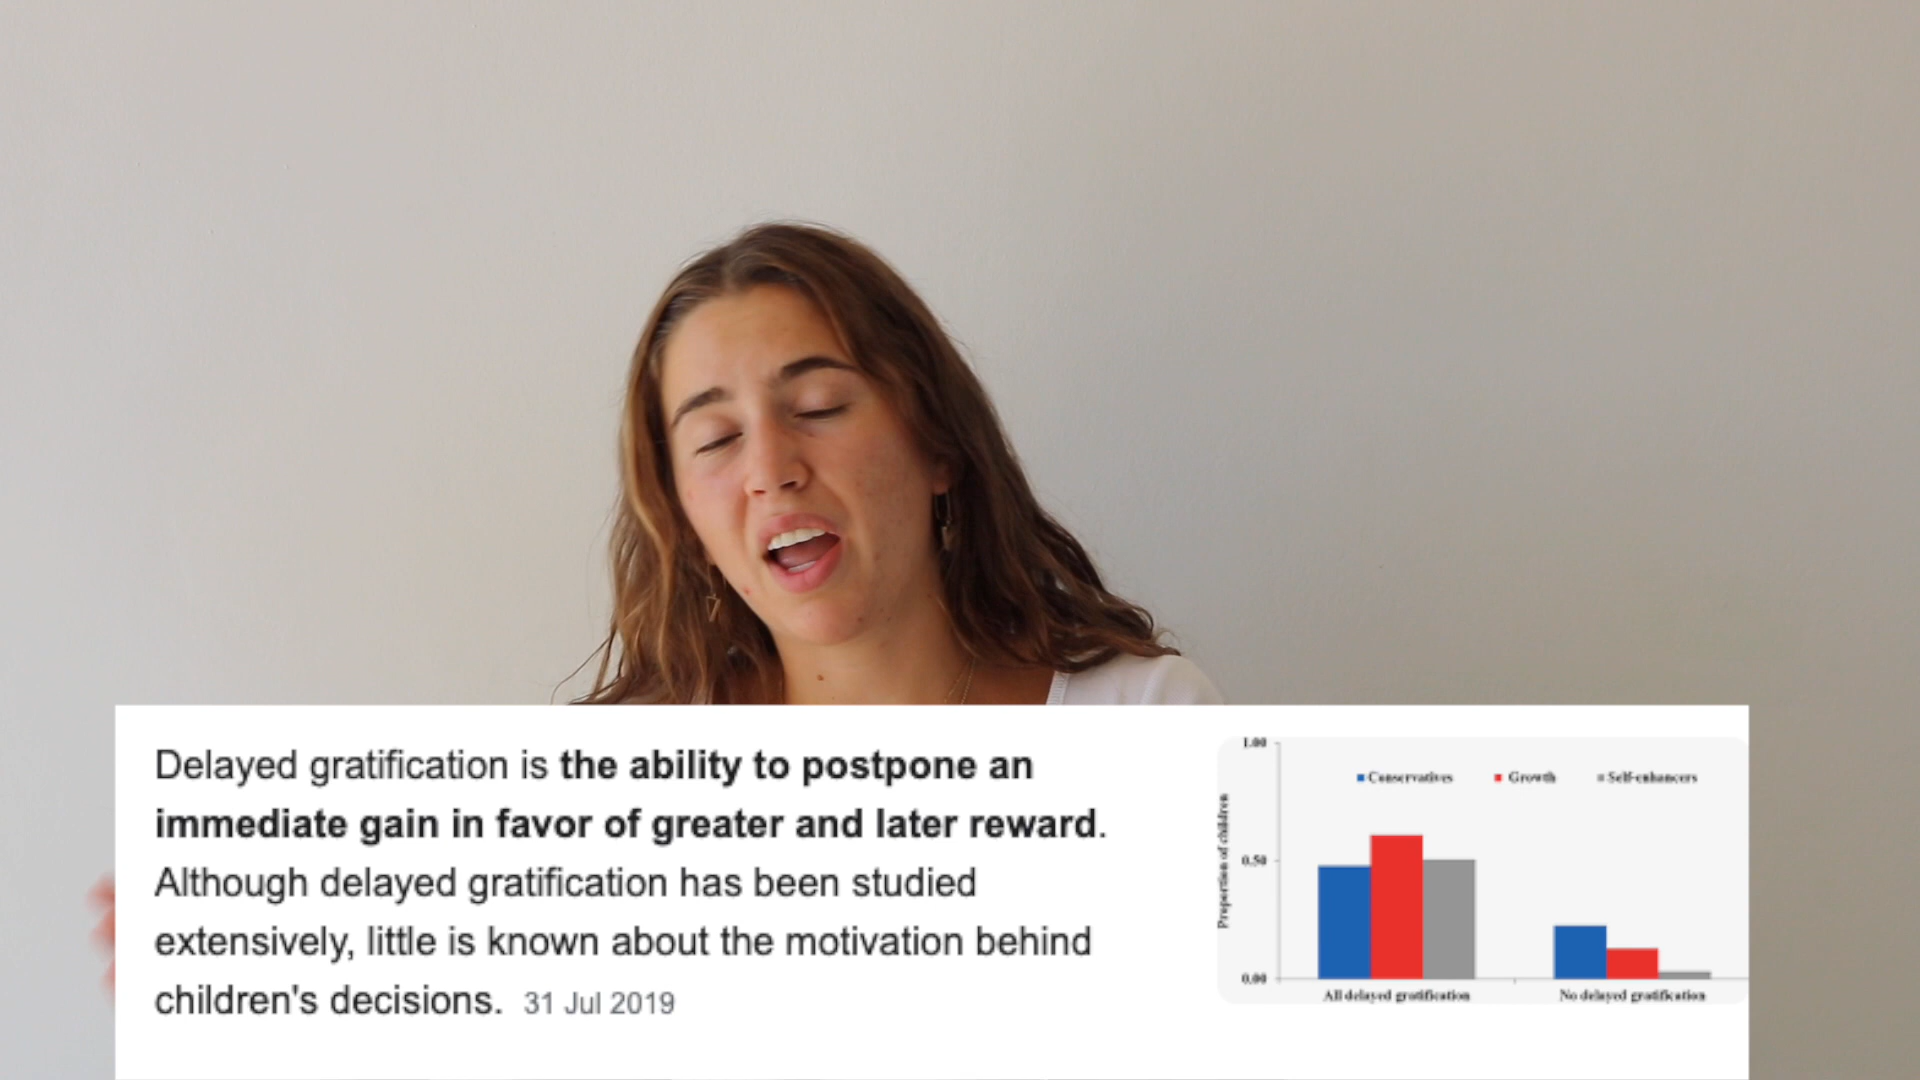 Delayed gratification is the ability to postpone an
immediate gain in favor of greater and later reward.
Although delayed gratification has been studied
extensively, little is known about the motivation behind
children's decisions. 31 Jul 2019
1.00
Conservatives Growth Self-enhancers
Proportion of children
0.50
0.00
All delayed gratification No delayed gratification